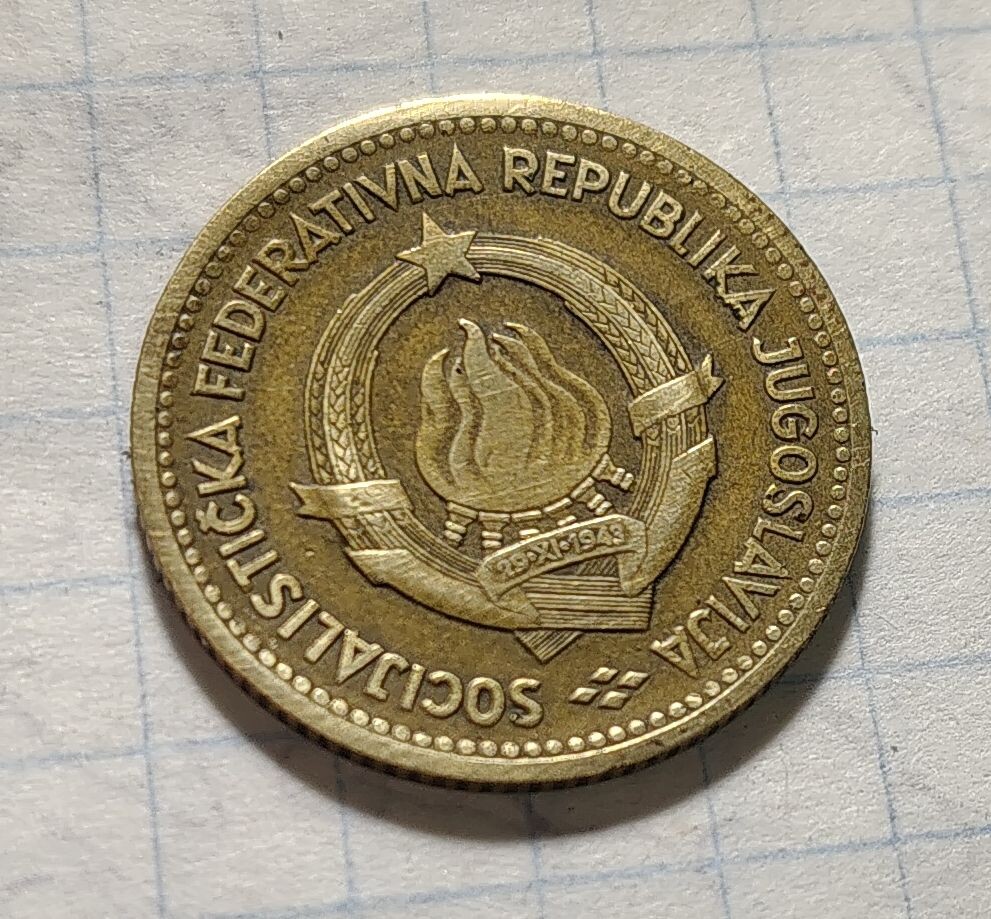 SOCIJALISTIČKA FEDERATIVNA REPUBLIKA JUGOSLAVIJA
29•XI•1943